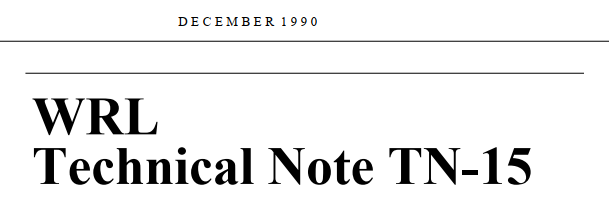 DECEMBER 1990
WRL
Technical Note TN-15